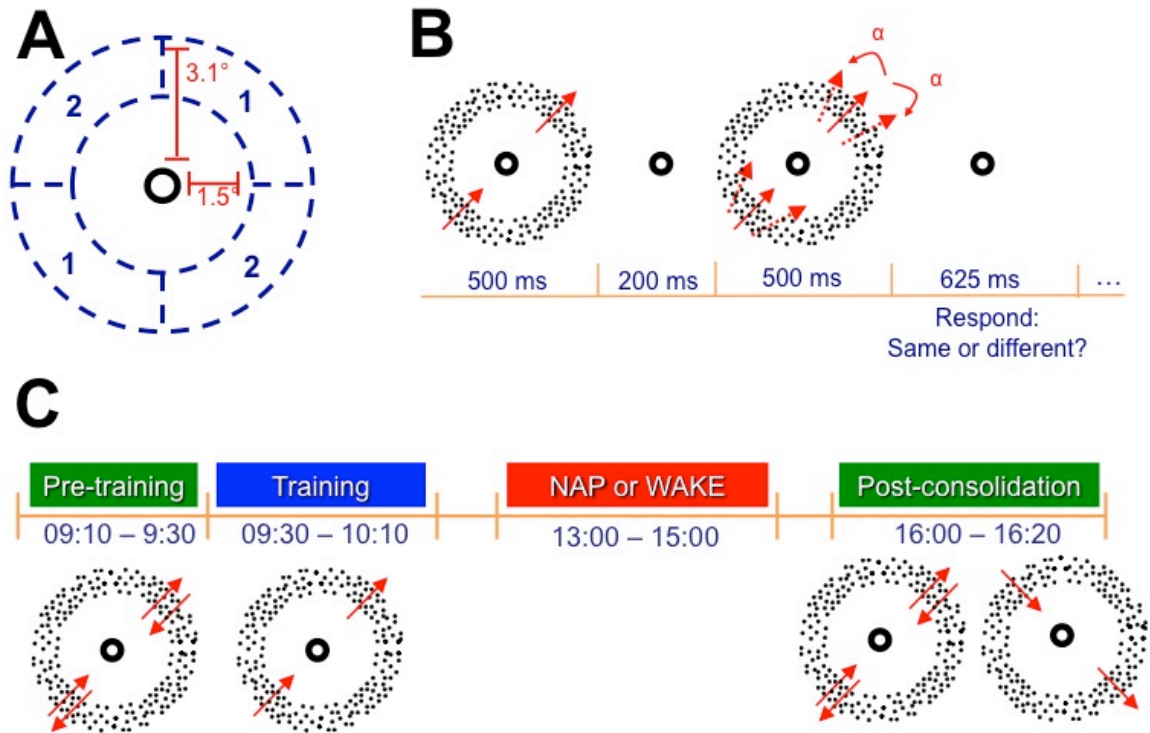 A
3.1°
2
1
1.5°
1
2
B
α
α
500 ms
200 ms
500 ms
625 ms
...
Respond:
Same or different?
C
Pre-training
Training
NAP or WAKE
Post-consolidation
09:10 – 9:30
09:30 – 10:10
13:00 – 15:00
16:00 – 16:20